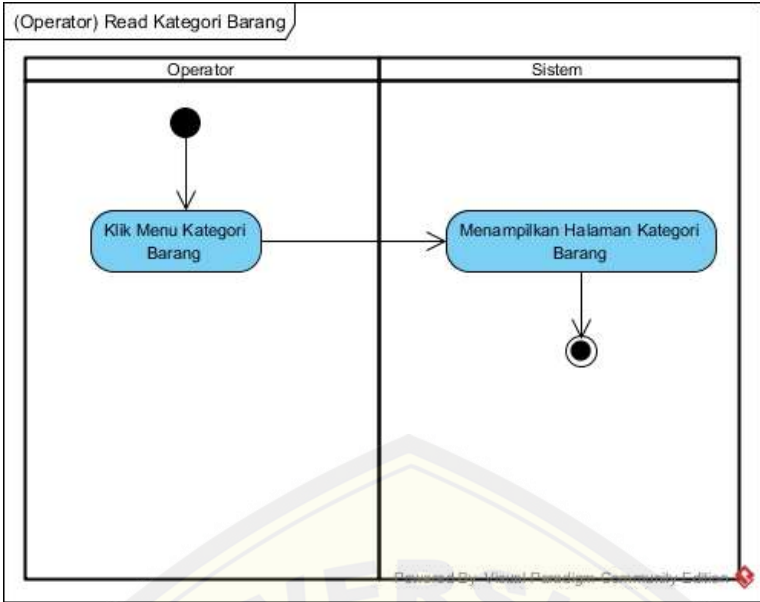 (Operator) Read Kategori Barang
Operator
Sistem
Klik Menu Kategori
Barang
Menampilkan Halaman Kategori
Barang
VERS
Powered By Visual Paradigm Community Edition